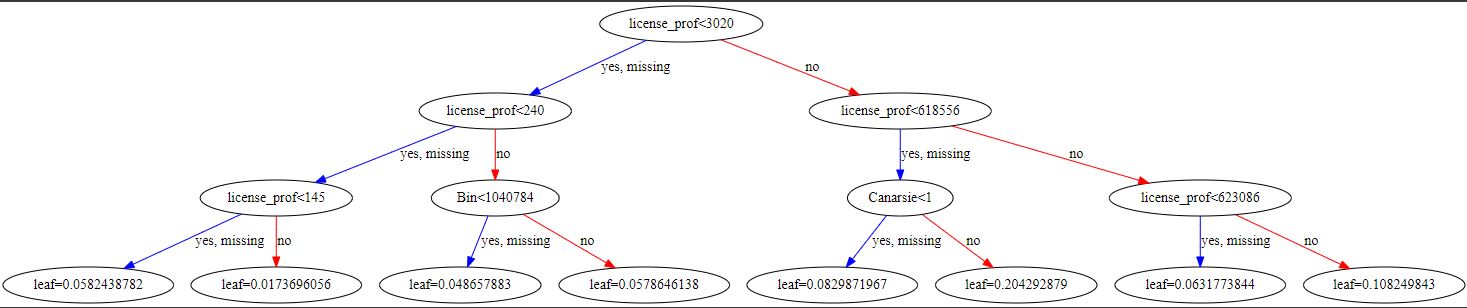 license_prof<3020
yes, missing
no
license_prof<240
license_prof<618556
yes, missing
no
yes, missing
no
license_prof<145
Bin<1040784
Canarsie<1
license_prof<623086
yes, missing
no
yes, missing
no
yes, missing
no
yes, missing
no
leaf=0.0582438782
leaf=0.0173696056
leaf=0.048657883
leaf=0.0578646138
leaf=0.0829871967
leaf=0.204292879
leaf=0.0631773844
leaf=0.108249843